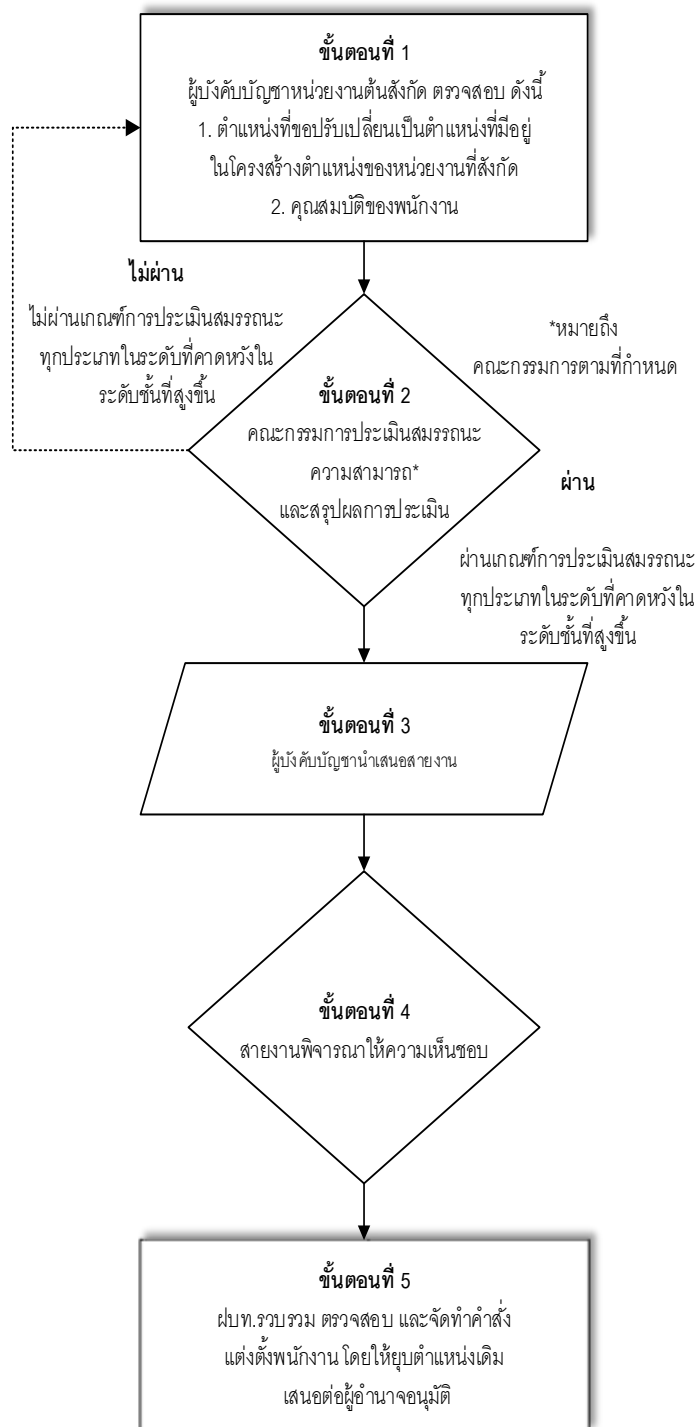 ขั้นตอนที่ 1
ผู้บังคับบัญชาหน่วยงานต้นสังกัด ตรวจสอบ ดังนี้
1. ตำแหน่งที่ขอปรับเปลี่ยนเป็นตำแหน่งที่มีอยู่
ในโครงสร้างตำแหน่งของหน่วยงานที่สังกัด
2. คุณสมบัติของพนักงาน
ไม่ผ่าน
ไม่ผ่านเกณฑ์การประเมินสมรรถนะ
ทุกประเภทในระดับที่คาดหวังใน
ระดับชั้นที่สูงขึ้น
*หมายถึง
คณะกรรมการตามที่กำหนด
ขั้นตอนที่ 2
คณะกรรมการประเมินสมรรถนะ
ความสามารถ*
และสรุปผลการประเมิน
ผ่าน
ผ่านเกณฑ์การประเมินสมรรถนะ
ทุกประเภทในระดับที่คาดหวังใน
ระดับชั้นที่สูงขึ้น
ขั้นตอนที่ 3
ผู้บังคับบัญชานำเสนอสายงาน
ขั้นตอนที่ 4
สายงานพิจารณาให้ความเห็นชอบ
ขั้นตอนที่ 5
ฝบท.รวบรวม ตรวจสอบ และจัดทำคำสั่ง
แต่งตั้งพนักงาน โดยให้ยุบตำแหน่งเดิม
เสนอต่อผู้อำนาจอนุมัติ